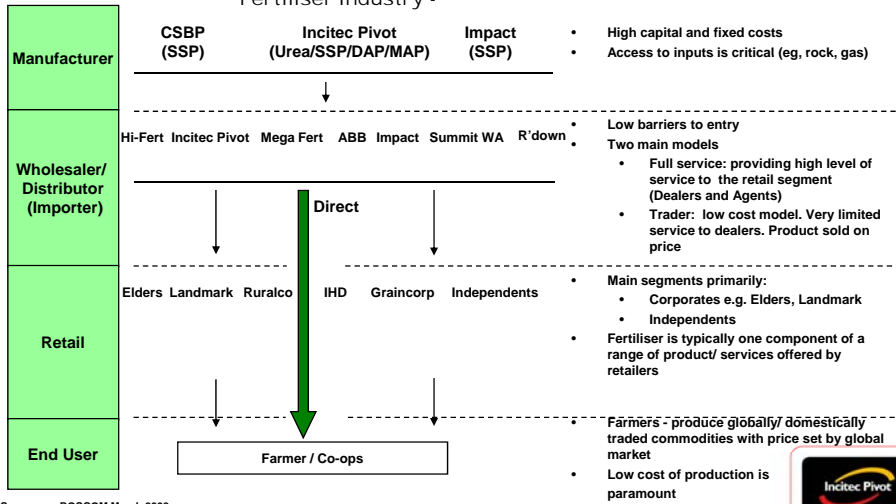 Fertiliser Industry -
Manufacturer
CSBP
(SSP)
Incitec Pivot
(Urea/SSP/DAP/MAP)
Impact
(SSP)
• High capital and fixed costs
• Access to inputs is critical (eg, rock, gas)
Wholesaler/
Distributor
(Importer)
Hi-Fert Incitec Pivot Mega Fert ABB Impact Summit WA R'down
Direct
• Low barriers to entry
• Two main models
• Full service: providing high level of
service to the retail segment
(Dealers and Agents)
• Trader: low cost model. Very limited
service to dealers. Product sold on
price
Retail
Elders Landmark Ruralco IHD Graincorp Independents
• Main segments primarily:
• Corporates e.g. Elders, Landmark
• Independents
• Fertiliser is typically one component of a
range of product/ services offered by
retailers
End User
Farmer / Co-ops
• Farmers - produce globally/ domestically
traded commodities with price set by global
market
• Low cost of production is
paramount
Incitec Pivot